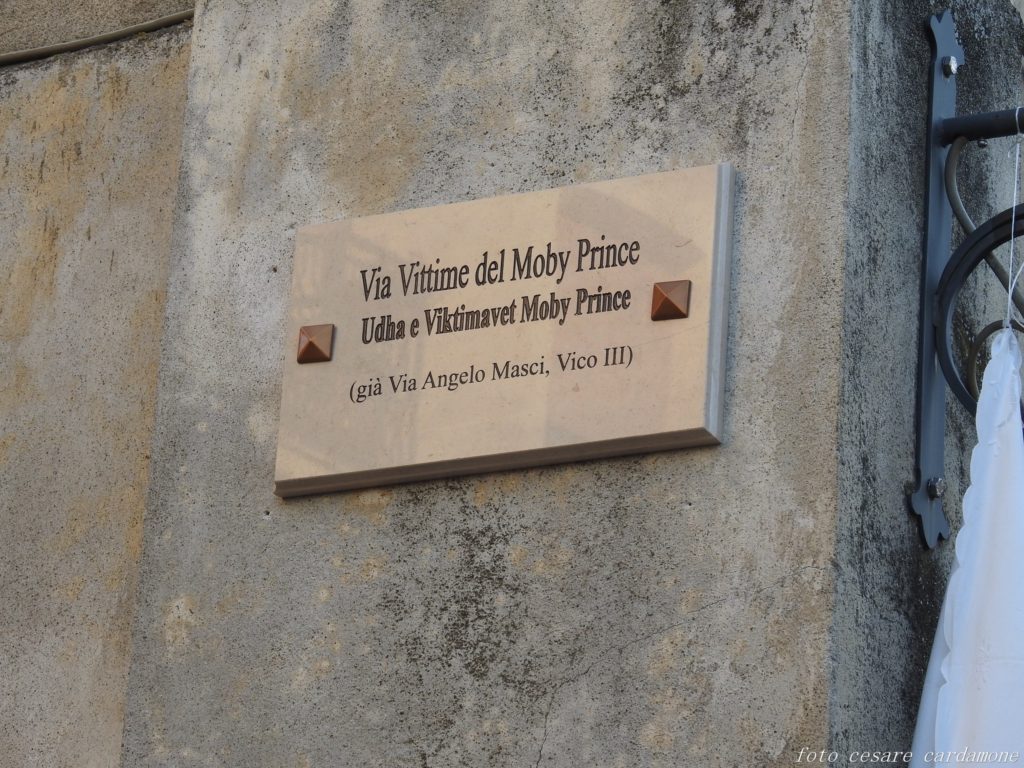 Via Vittime del Moby Prince
Udha e Viktimavet Moby Prince
(già Via Angelo Masci, Vico III)
foto cesare cardamone